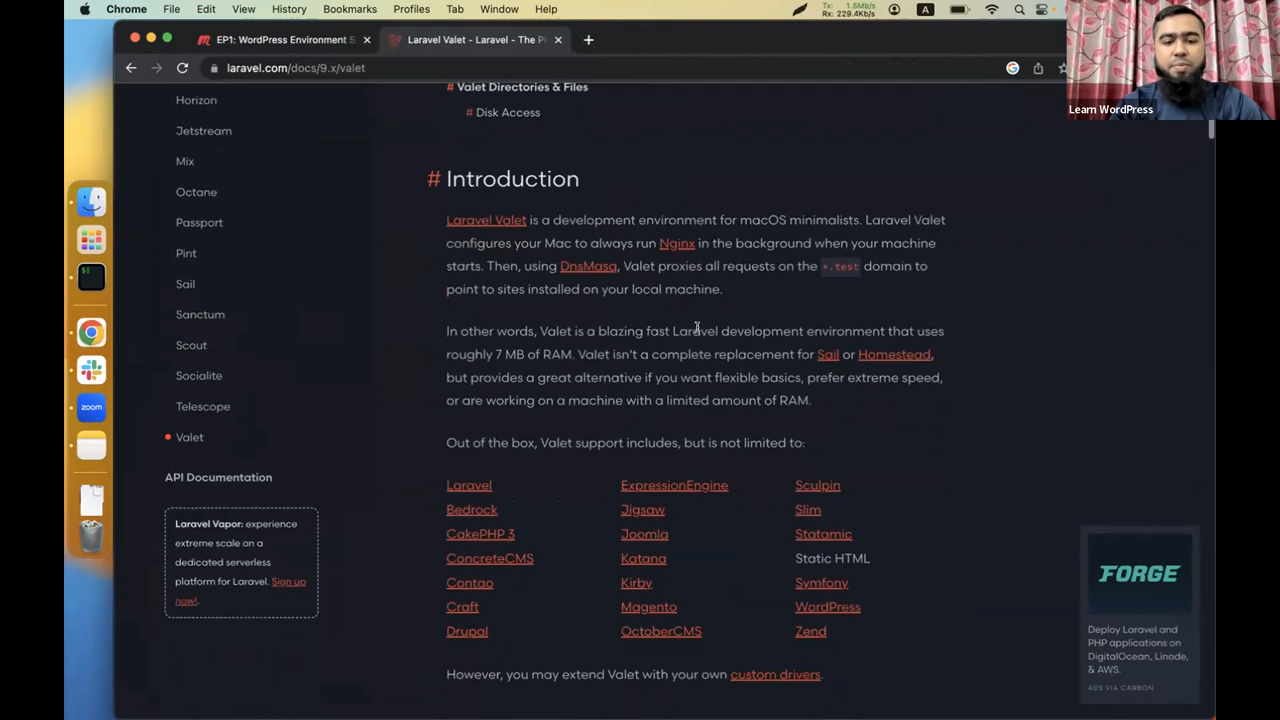 Chrome File Edit View History Bookmarks Profiles Tab Window Help
Tx: 1.5Mb/s
Rx: 229.4Kb/s
A
EP1: WordPress Environment S
Laravel Valet - Laravel - The P
laravel.com/docs/9.x/valet
Learn WordPress
Horizon
Jetstream
Mix
Octane
Passport
Pint
Sail
Sanctum
Scout
Socialite
Telescope
Valet
API Documentation
Laravel Vapor: experience
extreme scale on a
dedicated serverless
platform for Laravel. Sign up
now!.
# Valet Directories & Files
# Disk Access
# Introduction
Laravel Valet is a development environment for macOS minimalists. Laravel Valet
configures your Mac to always run Nginx in the background when your machine
starts. Then, using DnsMasq, Valet proxies all requests on the *.test domain to
point to sites installed on your local machine.
In other words, Valet is a blazing fast Laravel development environment that uses
roughly 7 MB of RAM. Valet isn't a complete replacement for Sail or Homestead,
but provides a great alternative if you want flexible basics, prefer extreme speed,
or are working on a machine with a limited amount of RAM.
Out of the box, Valet support includes, but is not limited to:
Laravel ExpressionEngine Sculpin
Bedrock Jigsaw Slim
CakePHP 3 Joomla Statamic
ConcreteCMS Katana Static HTML
Contao Kirby Symfony
Craft Magento WordPress
Drupal OctoberCMS Zend
However, you may extend Valet with your own custom drivers.
FORGE
Deploy Laravel and
PHP applications on
DigitalOcean, Linode,
& AWS.
ADS VIA CARBON
zoom